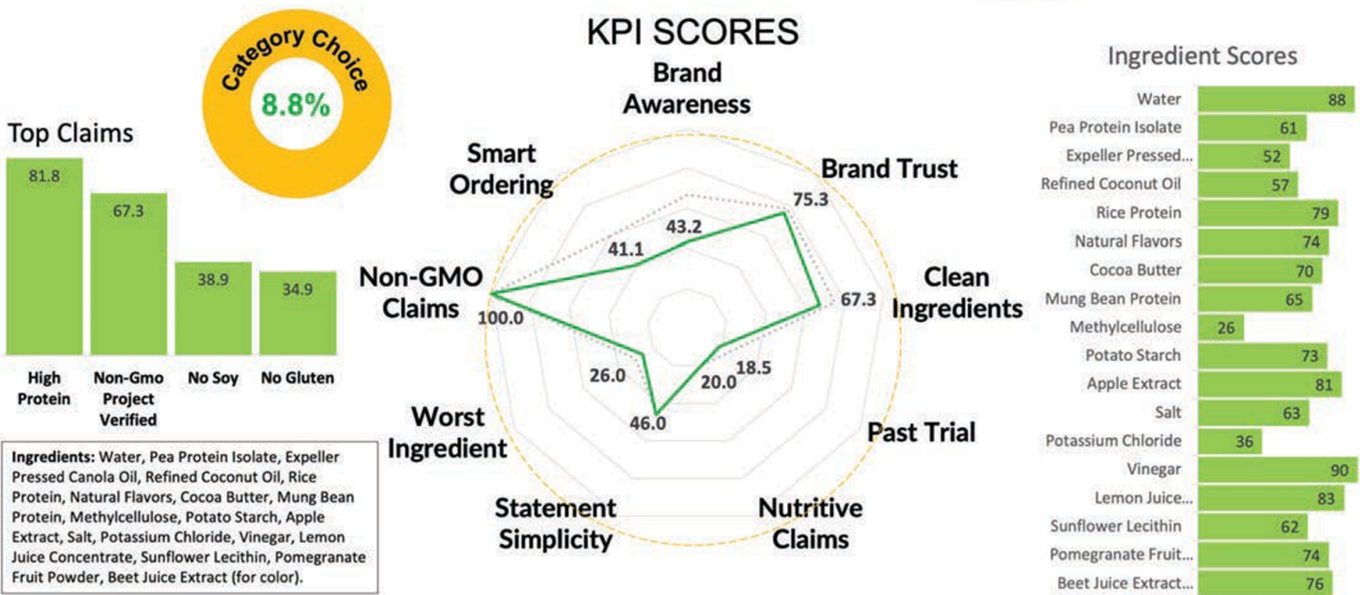 Category Choice
8.8%
Top Claims
81.8
67.3
38.9
34.9
High
Protein
Non-Gmo
Project
Verified
No Soy
No Gluten
Ingredients: Water, Pea Protein Isolate, Expeller
Pressed Canola Oil, Refined Coconut Oil, Rice
Protein, Natural Flavors, Cocoa Butter, Mung Bean
Protein, Methylcellulose, Potato Starch, Apple
Extract, Salt, Potassium Chloride, Vinegar, Lemon
Juice Concentrate, Sunflower Lecithin, Pomegranate
Fruit Powder, Beet Juice Extract (for color).
KPI SCORES
Brand
Awareness
43.2
Brand Trust
75.3
Clean
Ingredients
67.3
Past Trial
18.5
Nutritive
Claims
20.0
Statement
Simplicity
46.0
Worst
Ingredient
26.0
Non-GMO
Claims
100.0
Smart
Ordering
41.1
Ingredient Scores
Water 88
Pea Protein Isolate 61
Expeller Pressed... 52
Refined Coconut Oil 57
Rice Protein 79
Natural Flavors 74
Cocoa Butter 70
Mung Bean Protein 65
Methylcellulose 26
Potato Starch 73
Apple Extract 81
Salt 63
Potassium Chloride 36
Vinegar 90
Lemon Juice... 83
Sunflower Lecithin 62
Pomegranate Fruit... 74
Beet Juice Extract... 76